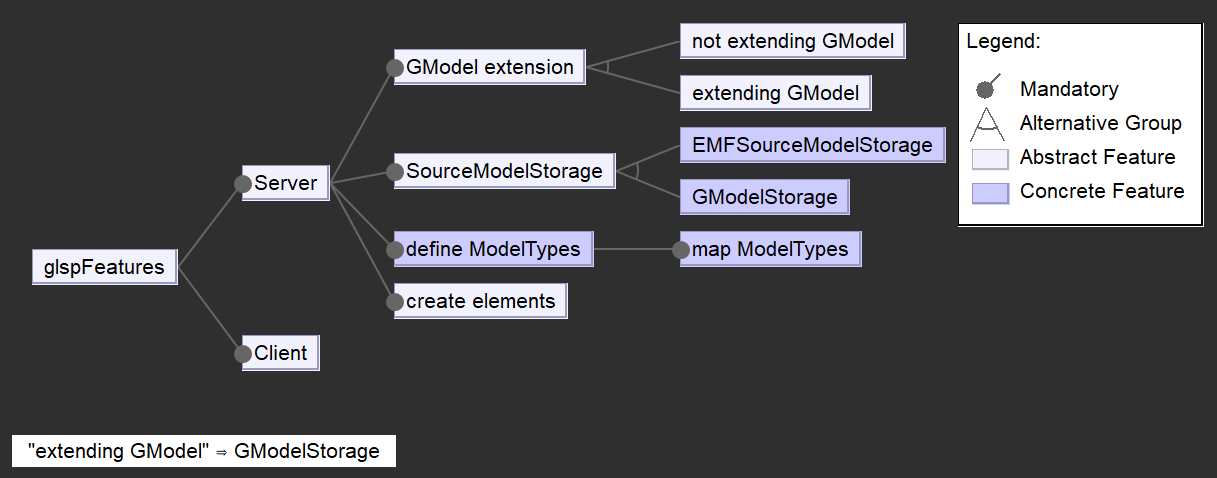 glspFeatures
Server
GModel extension
not extending GModel
extending GModel
SourceModelStorage
EMFSourceModelStorage
GModelStorage
define ModelTypes
map ModelTypes
create elements
Client
Legend:
Mandatory
Alternative Group
Abstract Feature
Concrete Feature
"extending GModel" ⇒ GModelStorage